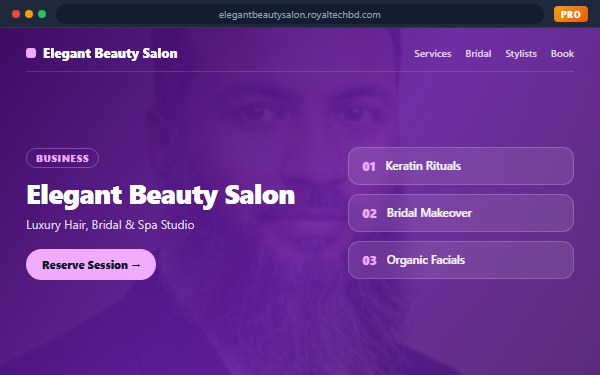 elegantbeautysalon.royaltechbd.com
PRO
Elegant Beauty Salon
Services Bridal Stylists Book
BUSINESS
Elegant Beauty Salon
Luxury Hair, Bridal & Spa Studio
Reserve Session →
01 Keratin Rituals
02 Bridal Makeover
03 Organic Facials